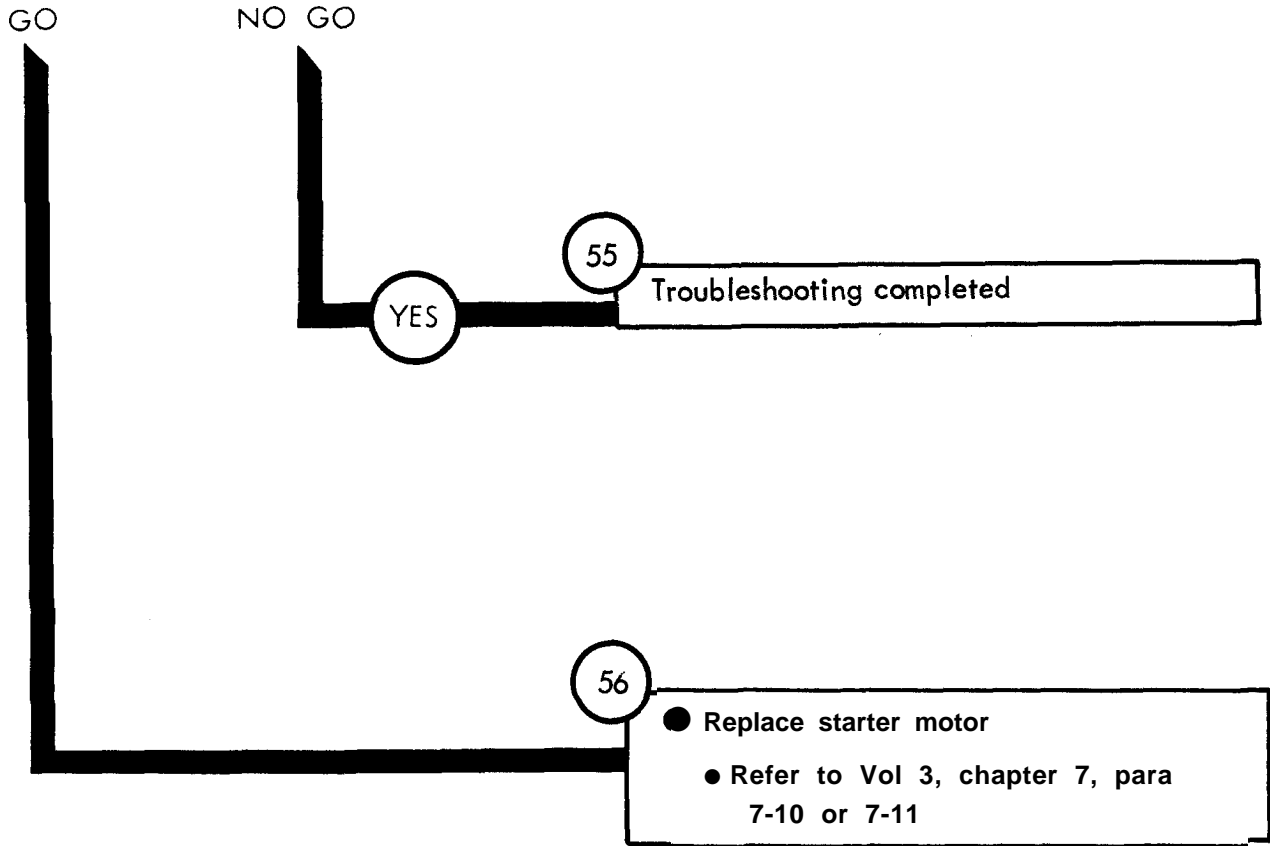 GO NO GO
55
Troubleshooting completed
YES
56
● Replace starter motor
● Refer to Vol 3, chapter 7, para
7-10 or 7-11